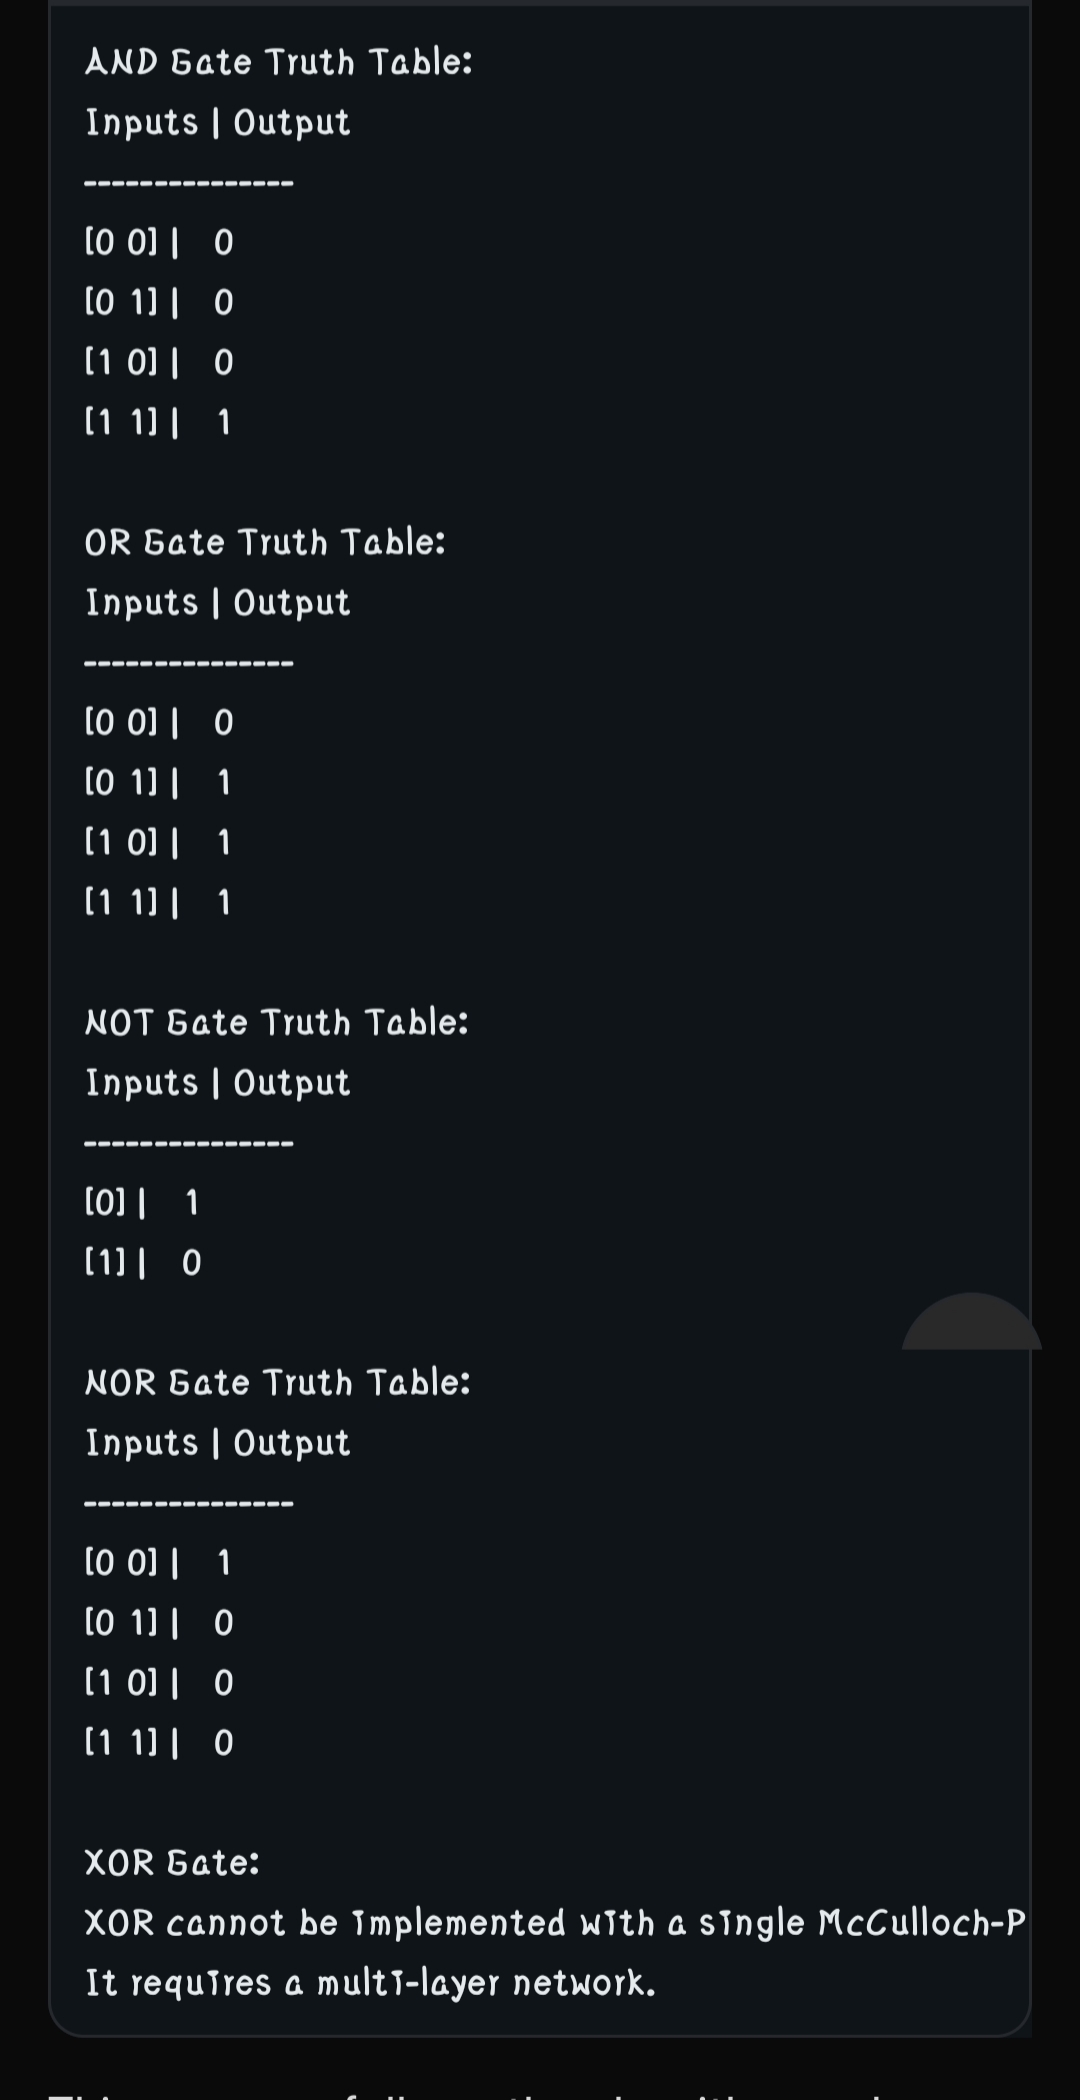 AND Gate Truth Table:
Inputs | Output
---------------
[0 0] | 0
[0 1] | 0
[1 0] | 0
[1 1] | 1
OR Gate Truth Table:
Inputs | Output
---------------
[0 0] | 0
[0 1] | 1
[1 0] | 1
[1 1] | 1
NOT Gate Truth Table:
Inputs | Output
---------------
[0] | 1
[1] | 0
NOR Gate Truth Table:
Inputs | Output
---------------
[0 0] | 1
[0 1] | 0
[1 0] | 0
[1 1] | 0
XOR Gate:
XOR cannot be implemented with a single McCulloch-P
It requires a multi-layer network.